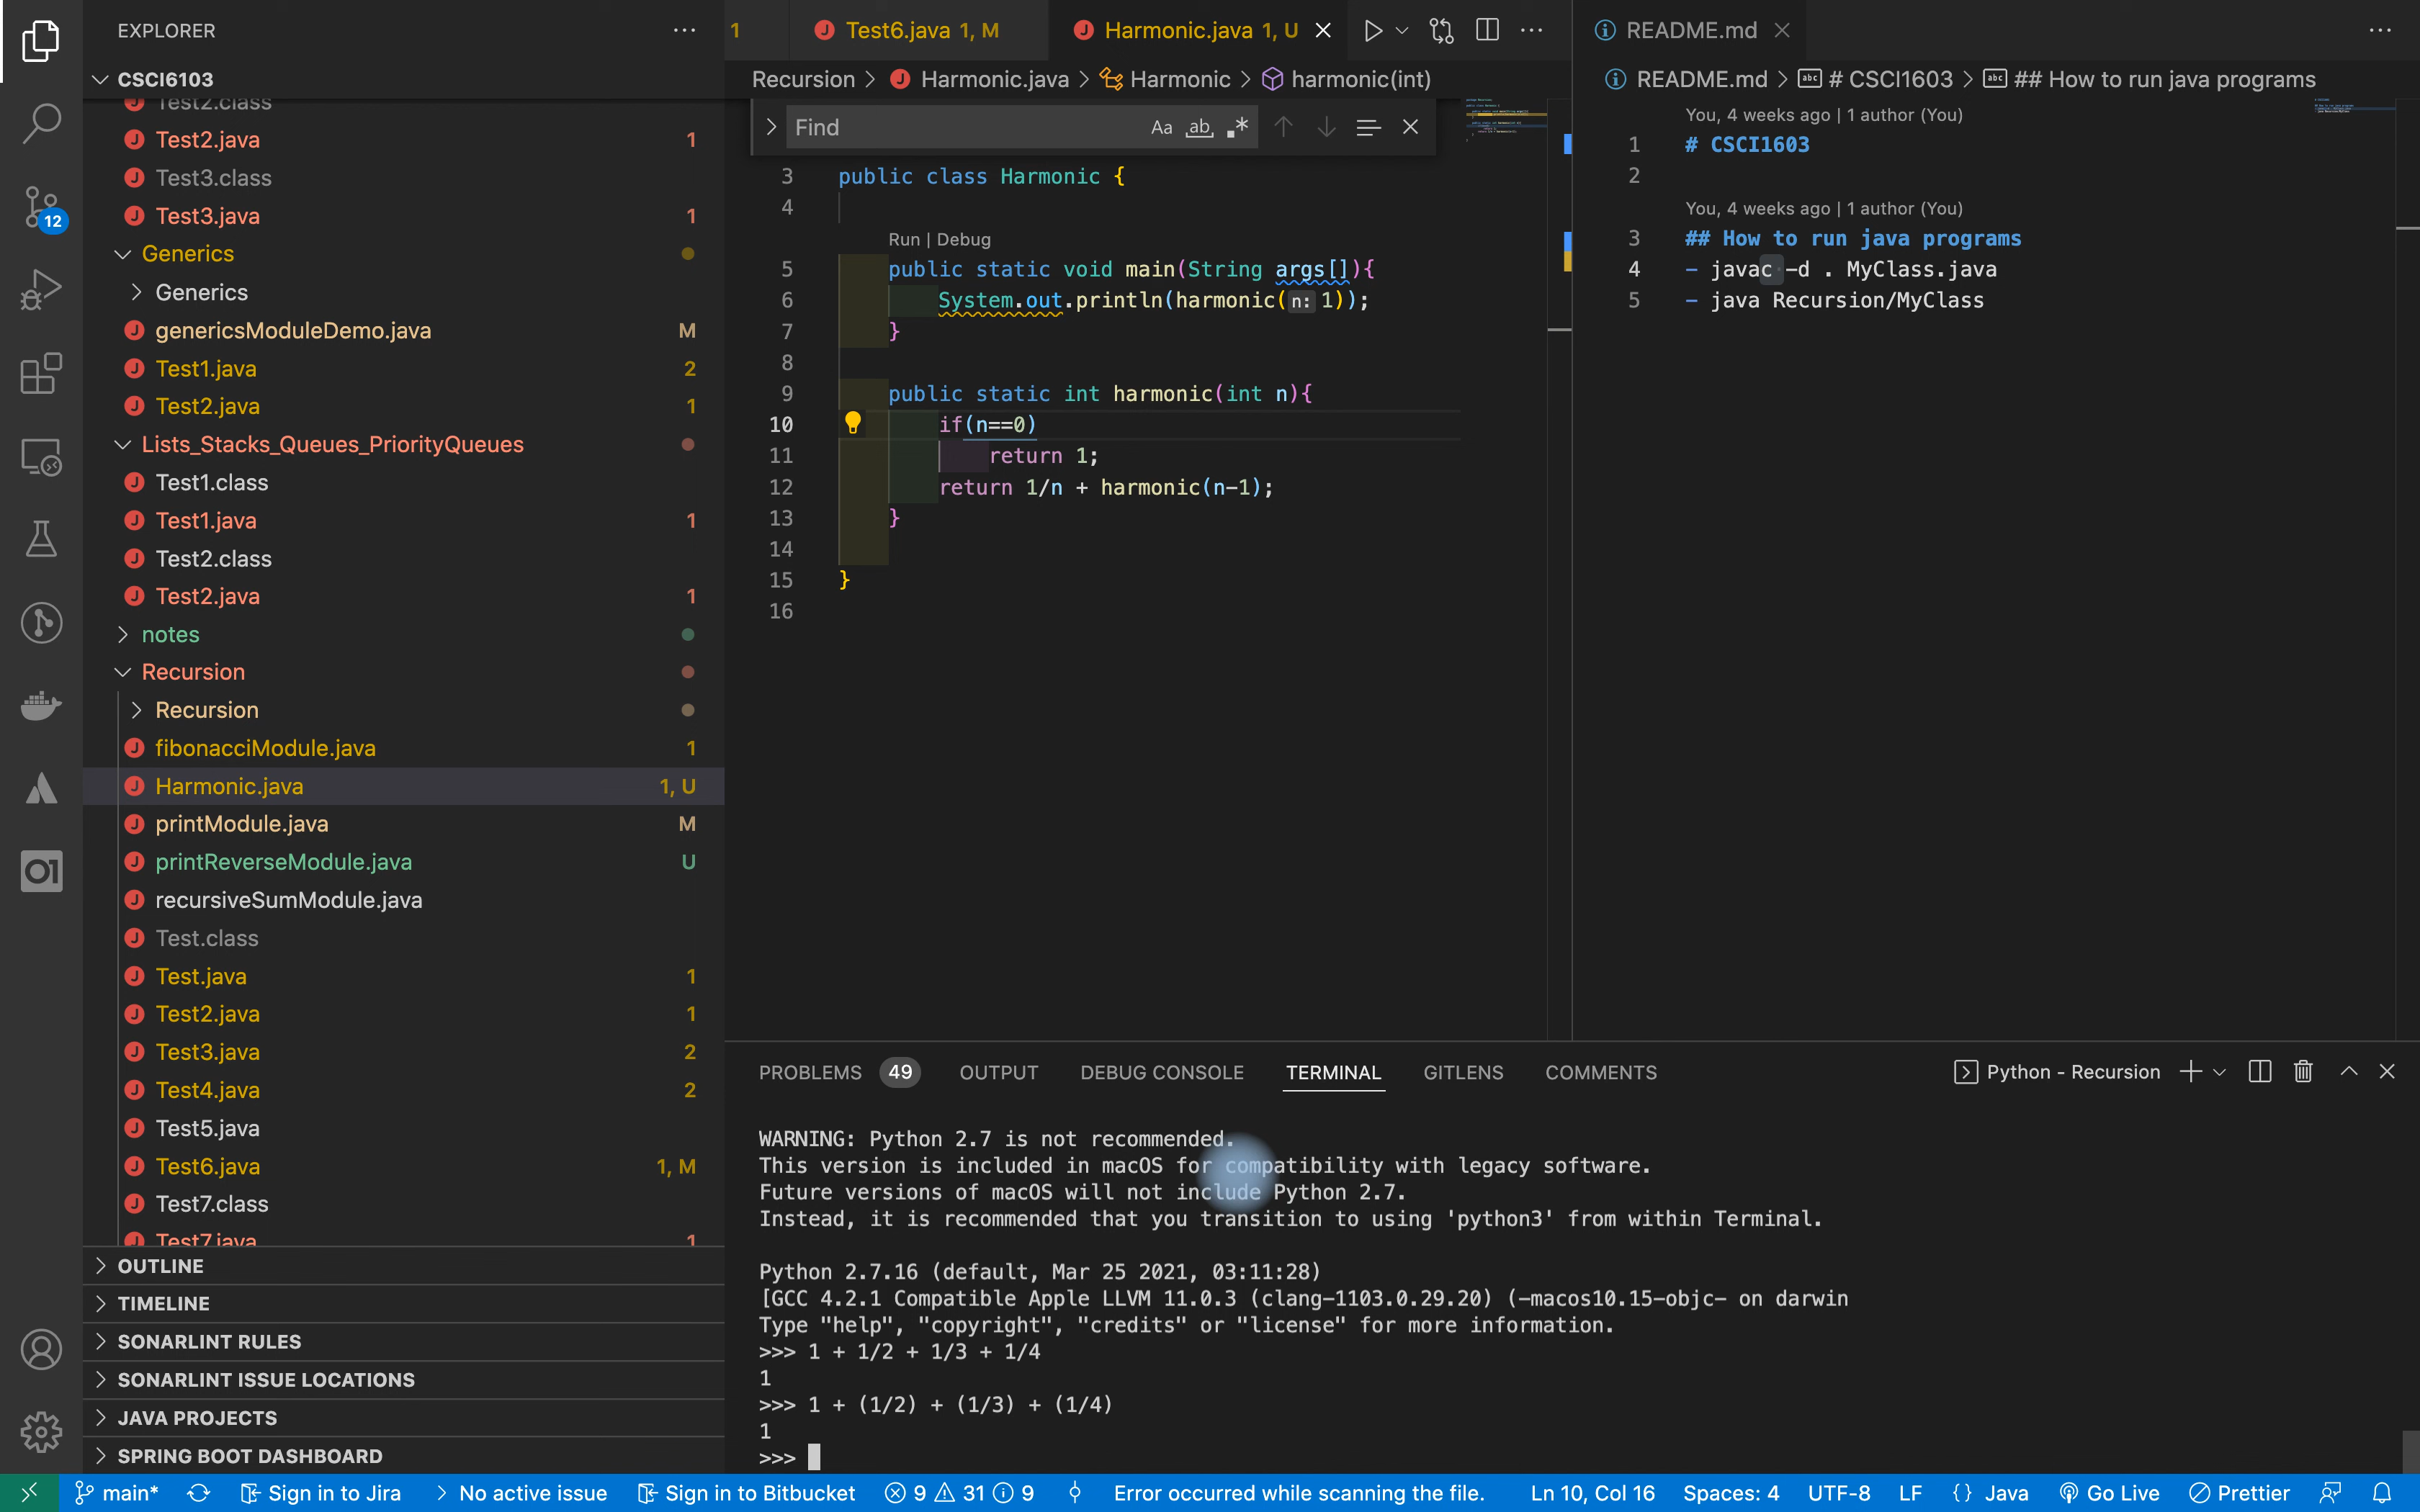 EXPLORER
CSCI6103
Test2.class
Test2.java 1
Test3.class
Test3.java 1
Generics
Generics
genericsModuleDemo.java M
Test1.java 2
Test2.java 1
Lists_Stacks_Queues_PriorityQueues
Test1.class
Test1.java 1
Test2.class
Test2.java 1
notes
Recursion
Recursion
fibonacciModule.java 1
Harmonic.java 1, U
printModule.java M
printReverseModule.java U
recursiveSumModule.java
Test.class
Test.java 1
Test2.java 1
Test3.java 2
Test4.java 2
Test5.java
Test6.java 1, M
Test7.class
Test7.java 1
OUTLINE
TIMELINE
SONARLINT RULES
SONARLINT ISSUE LOCATIONS
JAVA PROJECTS
SPRING BOOT DASHBOARD
12
1 Test6.java 1, M Harmonic.java 1, U
Recursion > Harmonic.java > Harmonic > harmonic(int)
Find Aa ab .*
3 public class Harmonic {
4
Run | Debug
5 public static void main(String args[]){
6 System.out.println(harmonic(n: 1));
7 }
8
9 public static int harmonic(int n){
10 if(n==0)
11 return 1;
12 return 1/n + harmonic(n-1);
13 }
14
15 }
16
README.md
README.md > # CSCI1603 > ## How to run java programs
You, 4 weeks ago | 1 author (You)
1 # CSCI1603
2
You, 4 weeks ago | 1 author (You)
3 ## How to run java programs
4 - javac -d . MyClass.java
5 - java Recursion/MyClass
PROBLEMS 49 OUTPUT DEBUG CONSOLE TERMINAL GITLENS COMMENTS Python - Recursion
WARNING: Python 2.7 is not recommended.
This version is included in macOS for compatibility with legacy software.
Future versions of macOS will not include Python 2.7.
Instead, it is recommended that you transition to using 'python3' from within Terminal.
Python 2.7.16 (default, Mar 25 2021, 03:11:28)
[GCC 4.2.1 Compatible Apple LLVM 11.0.3 (clang-1103.0.29.20) (-macos10.15-objc- on darwin
Type "help", "copyright", "credits" or "license" for more information.
>>> 1 + 1/2 + 1/3 + 1/4
1
>>> 1 + (1/2) + (1/3) + (1/4)
1
>>>
main* Sign in to Jira No active issue Sign in to Bitbucket 9 31 9 Error occurred while scanning the file. Ln 10, Col 16 Spaces: 4 UTF-8 LF {} Java Go Live Prettier